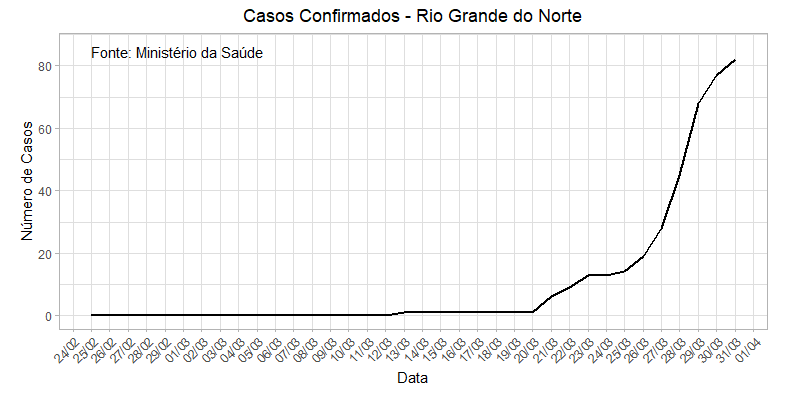 Casos Confirmados - Rio Grande do Norte
Fonte: Ministério da Saúde
Número de Casos
80
60
40
20
0
24/02 25/02 26/02 27/02 28/02 29/02 01/03 02/03 03/03 04/03 05/03 06/03 07/03 08/03 09/03 10/03 11/03 12/03 13/03 14/03 15/03 16/03 17/03 18/03 19/03 20/03 21/03 22/03 23/03 24/03 25/03 26/03 27/03 28/03 29/03 30/03 31/03 01/04
Data